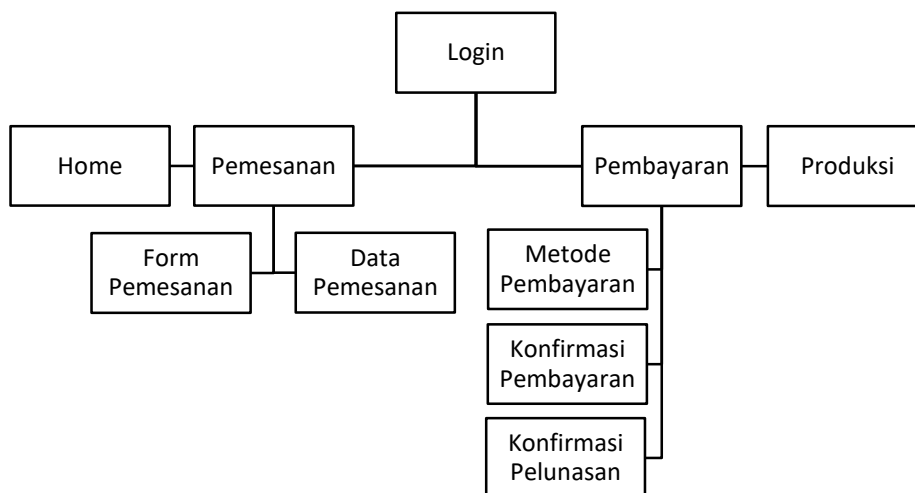 Login
Home
Pemesanan
Pembayaran
Produksi
Form
Pemesanan
Data
Pemesanan
Metode
Pembayaran
Konfirmasi
Pembayaran
Konfirmasi
Pelunasan